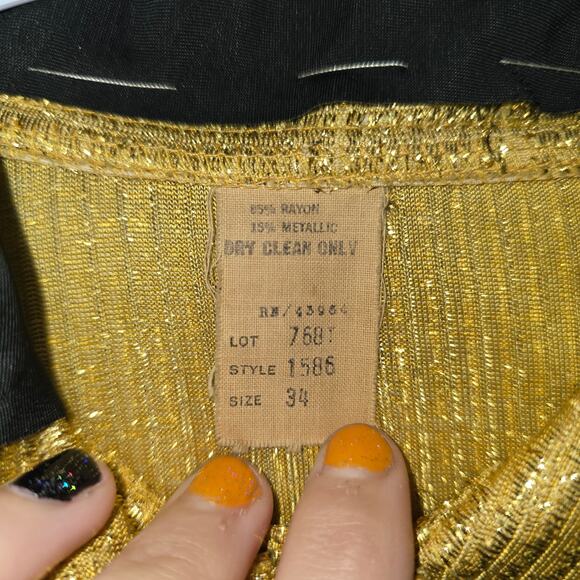 85% RAYON
15% METALLIC
DRY CLEAN ONLY
RN/43964
LOT 7681
STYLE 1586
SIZE 34